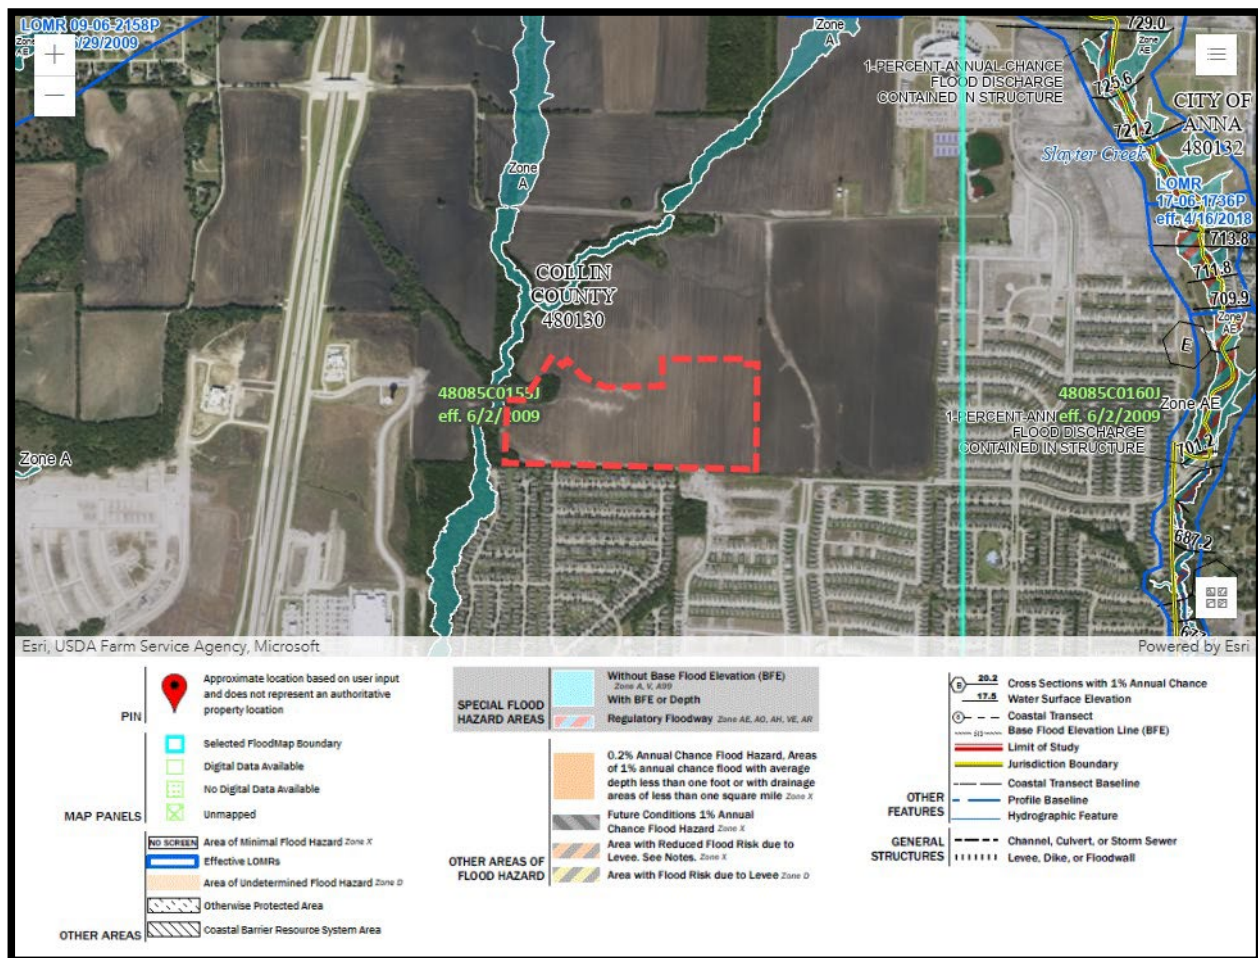 LOMR 09-06-2158P
Zone
AE
6/29/2009
Zone
A
729.0
Zone
AE
1-PERCENT-ANNUAL-CHANCE
FLOOD DISCHARGE
CONTAINED IN STRUCTURE
725.6
CITY OF
ANNA
480132
721.2
Slayter Creek
Zone
A
LOMR
17-06-1736P
eff. 4/16/2018
713.8
711.8
COLLIN
COUNTY
480130
709.9
Zone
AE
E
48085C0155J
eff. 6/2/2009
48085C0160J
eff. 6/2/2009
Zone AE
1-PERCENT-ANN
FLOOD DISCHARGE
CONTAINED IN STRUCTURE
701.2
Zone A
687.2
Esri, USDA Farm Service Agency, Microsoft
Powered by Esri
PIN
Approximate location based on user input
and does not represent an authoritative
property location
MAP PANELS
Selected FloodMap Boundary
Digital Data Available
No Digital Data Available
Unmapped
OTHER AREAS
NO SCREEN Area of Minimal Flood Hazard Zone X
Effective LOMRs
Area of Undetermined Flood Hazard Zone D
Otherwise Protected Area
Coastal Barrier Resource System Area
SPECIAL FLOOD
HAZARD AREAS
Without Base Flood Elevation (BFE)
Zone A, V, A99
With BFE or Depth
Regulatory Floodway Zone AE, AO, AH, VE, AR
OTHER AREAS OF
FLOOD HAZARD
0.2% Annual Chance Flood Hazard, Areas
of 1% annual chance flood with average
depth less than one foot or with drainage
areas of less than one square mile Zone X
Future Conditions 1% Annual
Chance Flood Hazard Zone X
Area with Reduced Flood Risk due to
Levee. See Notes. Zone X
Area with Flood Risk due to Levee Zone D
OTHER
FEATURES
20.2 Cross Sections with 1% Annual Chance
17.5 Water Surface Elevation
Coastal Transect
Base Flood Elevation Line (BFE)
Limit of Study
Jurisdiction Boundary
Coastal Transect Baseline
Profile Baseline
Hydrographic Feature
GENERAL
STRUCTURES
Channel, Culvert, or Storm Sewer
Levee, Dike, or Floodwall